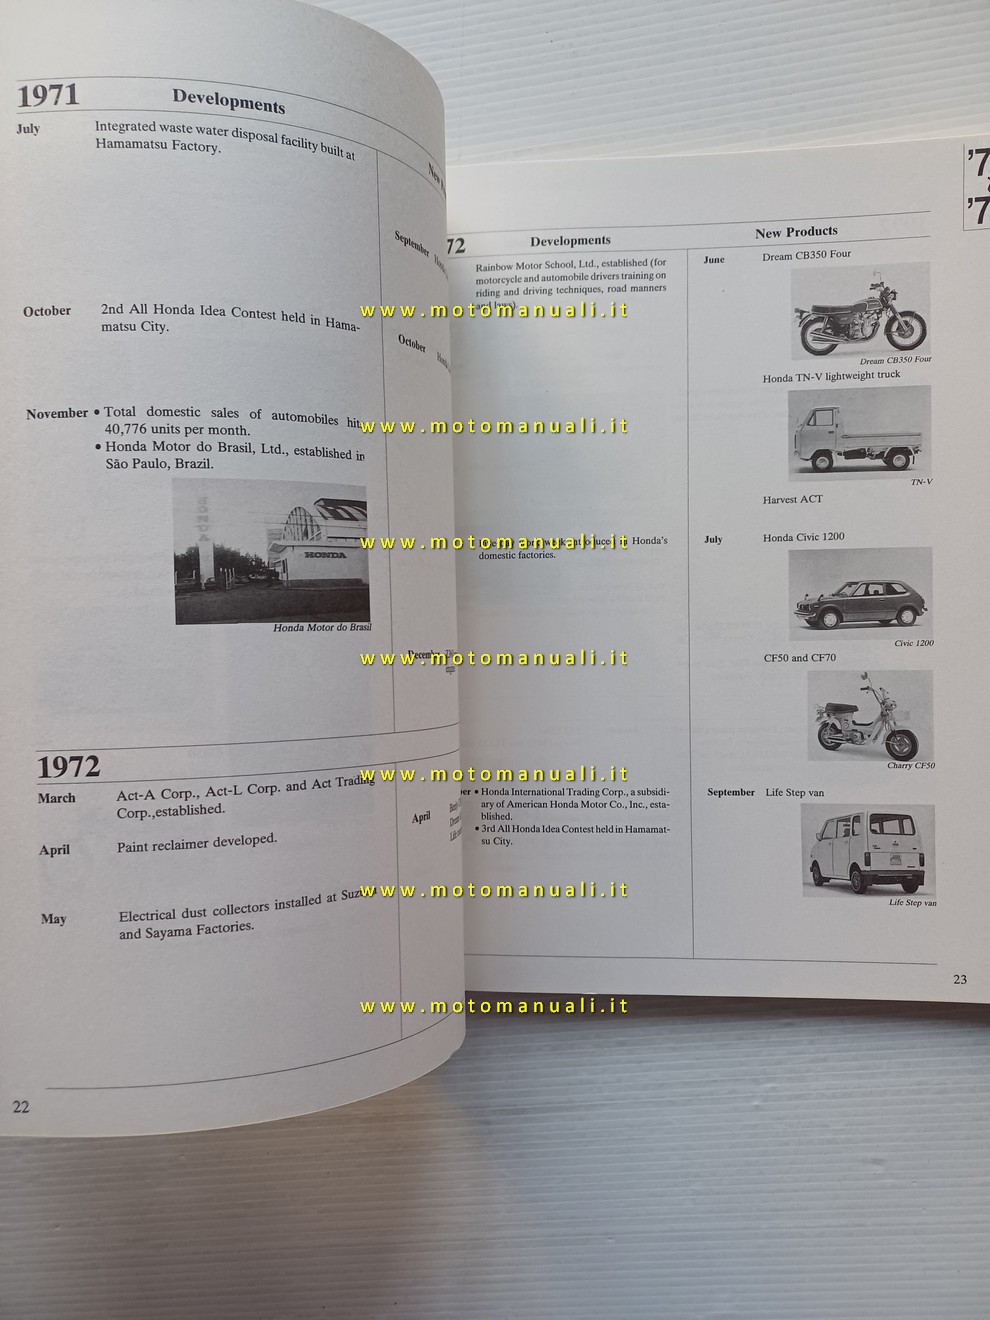 1971
Developments
July
Integrated waste water disposal facility built at
Hamamatsu Factory.
October
2nd All Honda Idea Contest held in Hama-
matsu City.
November • Total domestic sales of automobiles hit
40,776 units per month.
• Honda Motor do Brasil, Ltd., established in
São Paulo, Brazil.
HONDA
HONDA
Honda Motor do Brasil
September
October
December
1972
March
Act-A Corp., Act-L Corp. and Act Trading
Corp.,established.
April
Paint reclaimer developed.
May
Electrical dust collectors installed at
and Sayama Factories.
April
22
'7
'7
72
Developments
New Products
Rainbow Motor School, Ltd., established (for
motorcycle and automobile drivers training on
riding and driving techniques, road manners
and laws).
in Honda's
domestic factories.
• Honda International Trading Corp., a subsidi-
ary of American Honda Motor Co., Inc., esta-
blished.
• 3rd All Honda Idea Contest held in Hamamat-
su City.
June
Dream CB350 Four
Dream CB350 Four
Honda TN-V lightweight truck
TN-V
Harvest ACT
July
Honda Civic 1200
Civic 1200
CF50 and CF70
Charry CF50
September
Life Step van
Life Step van
23
www.motomanuali.it
www.motomanuali.it
www.motomanuali.it
www.motomanuali.it
www.motomanuali.it
www.motomanuali.it
www.motomanuali.it